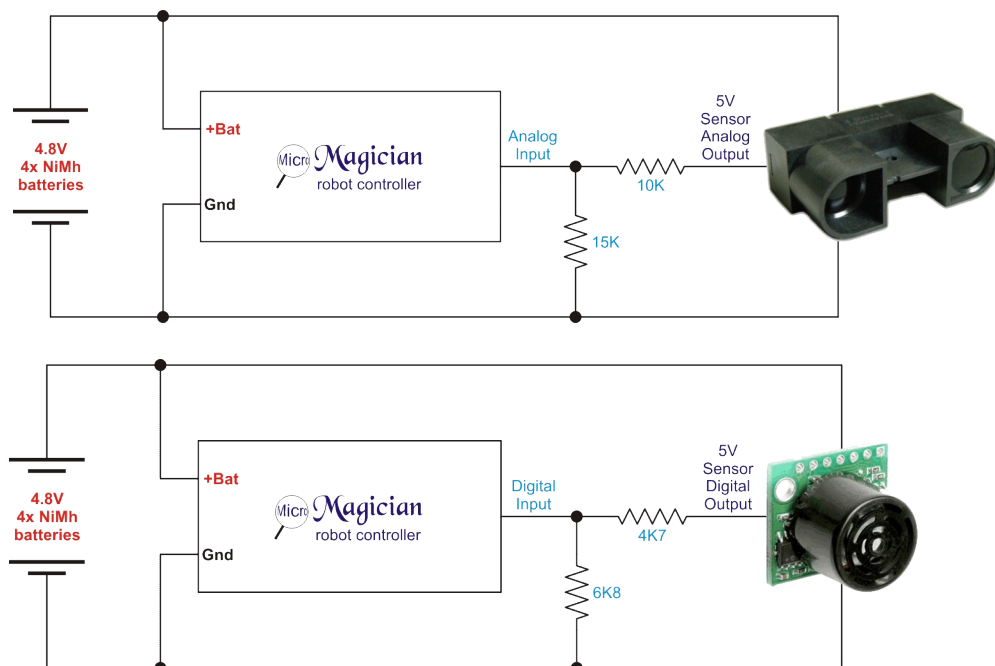 5V
Sensor
Analog
Output
Analog
Input
+Bat
4.8V
4x NiMh
batteries
Micro Magician
robot controller
10K
Gnd
15K
5V
Sensor
Digital
Output
Digital
Input
+Bat
4.8V
4x NiMh
batteries
Micro Magician
robot controller
4K7
Gnd
6K8